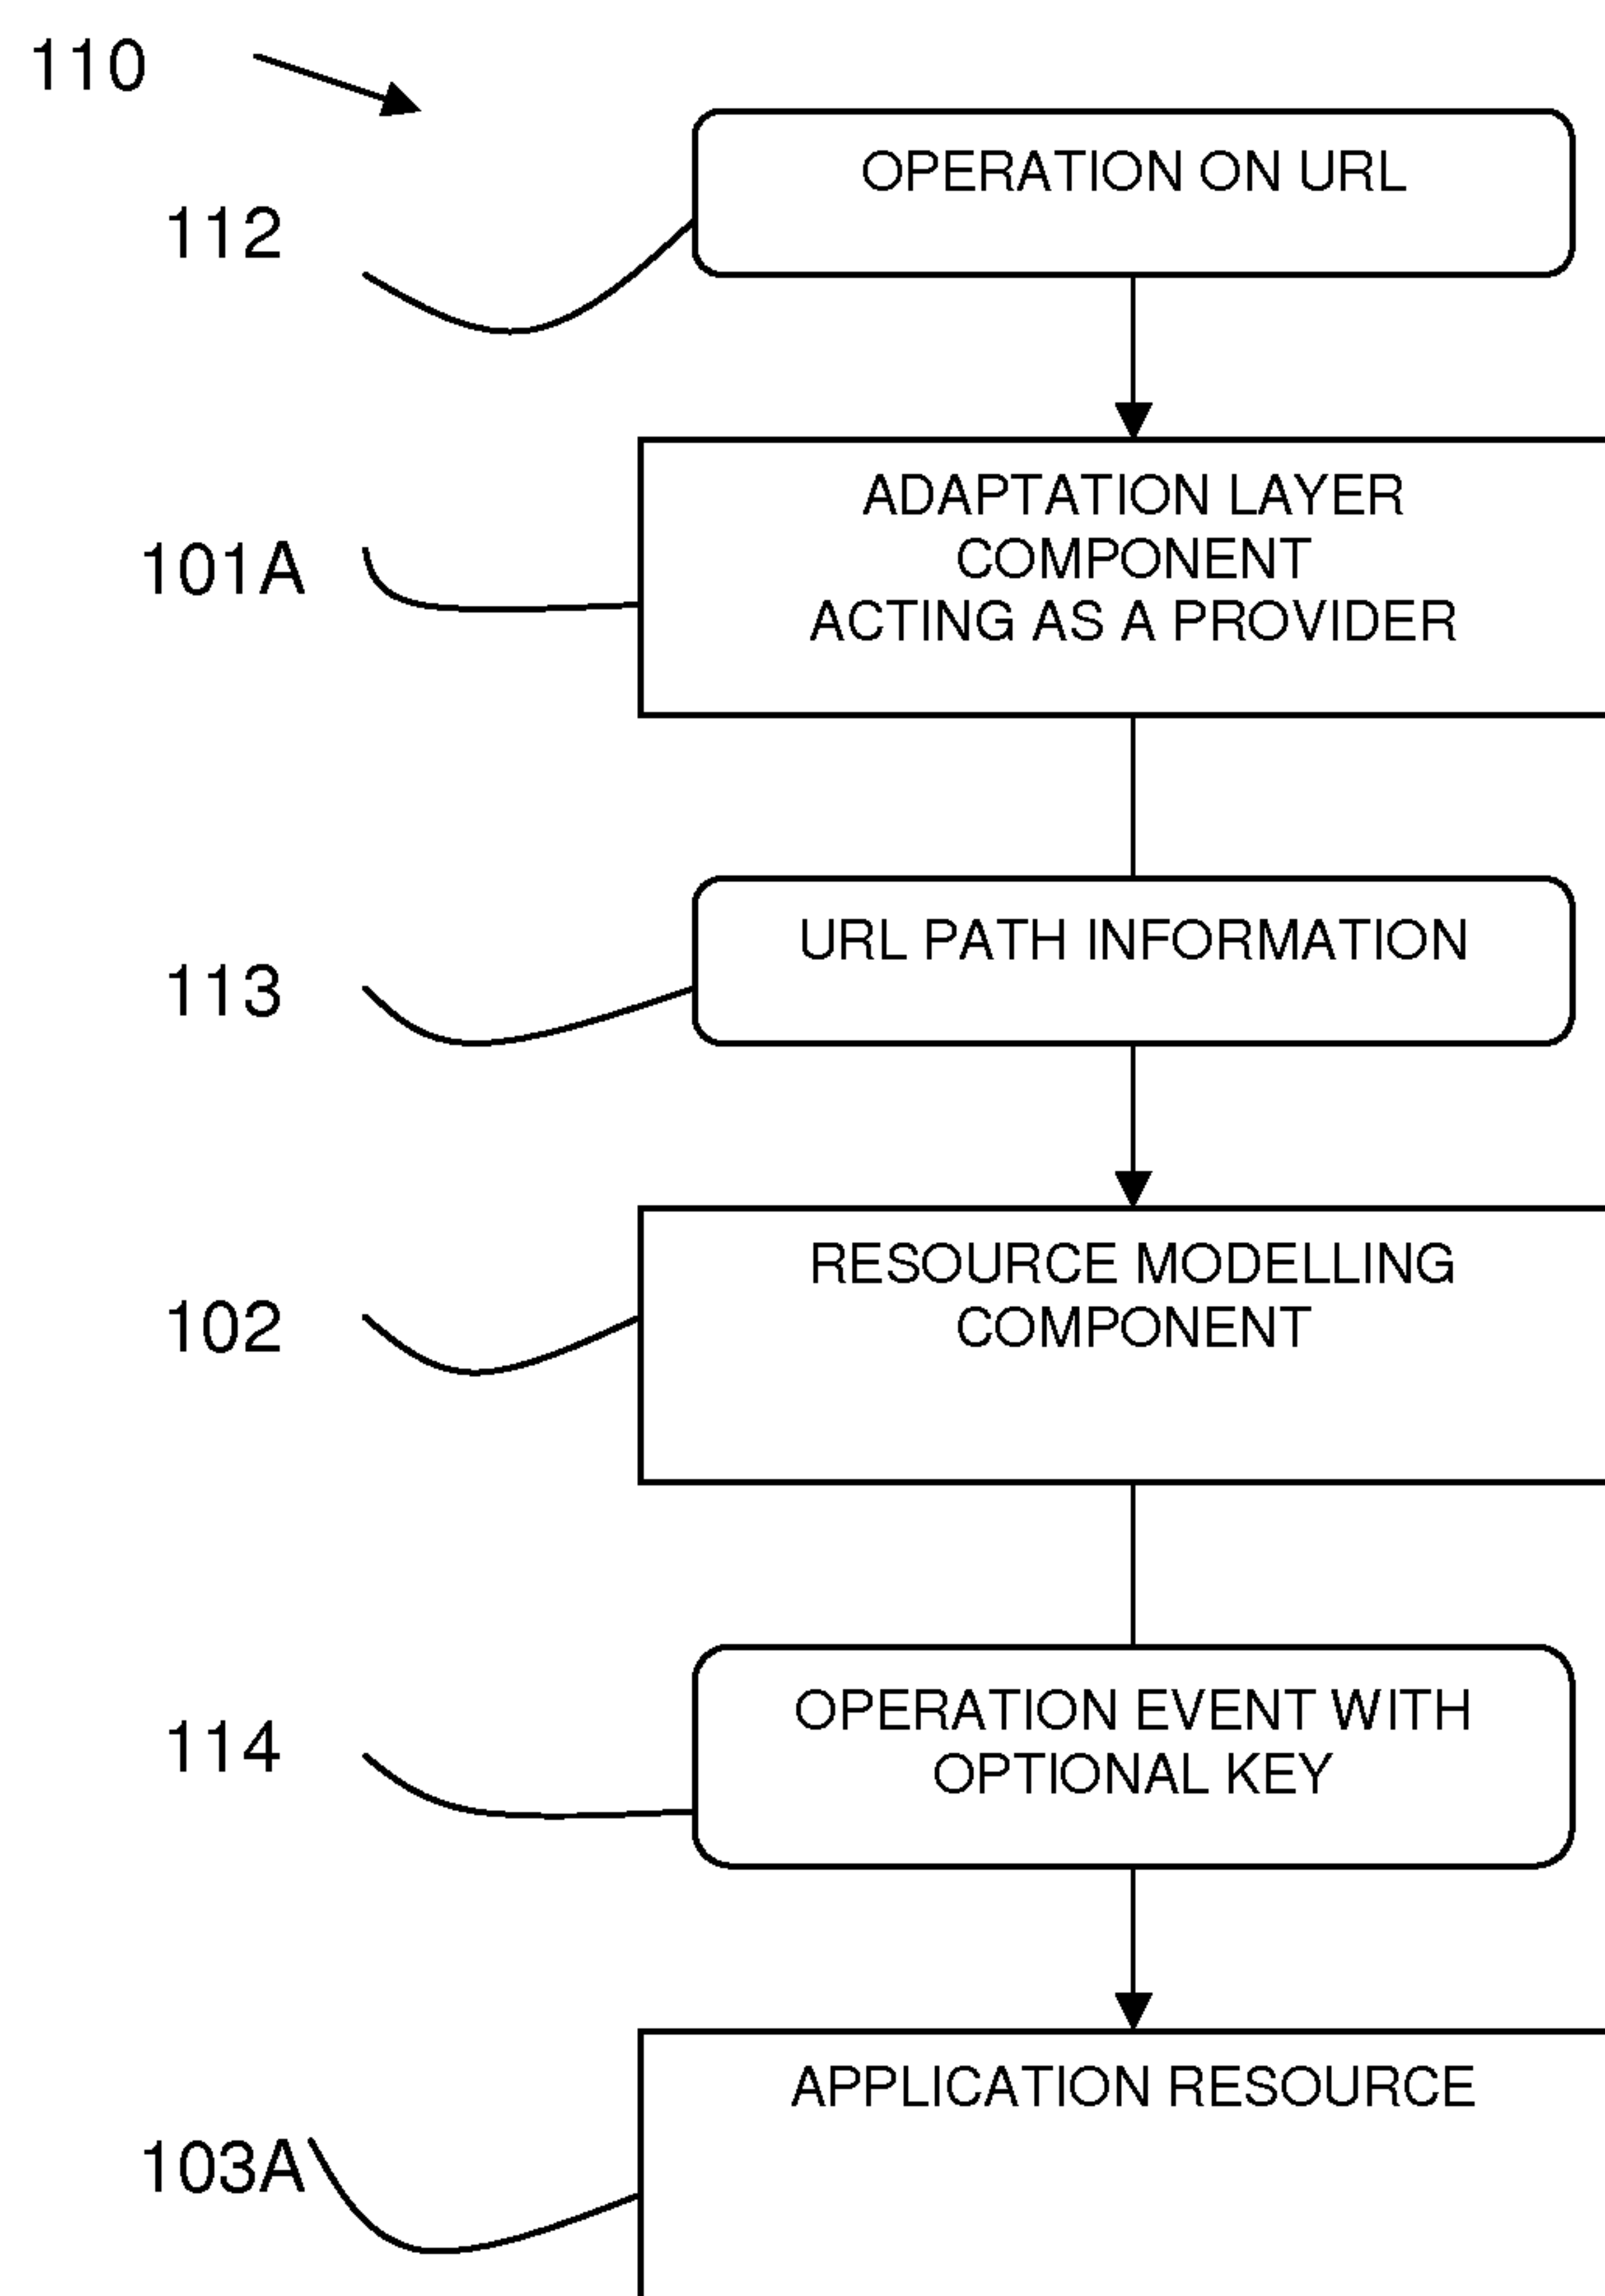 110
OPERATION ON URL
112
ADAPTATION LAYER
COMPONENT
ACTING AS A PROVIDER
101A
URL PATH INFORMATION
113
RESOURCE MODELLING
COMPONENT
102
OPERATION EVENT WITH
OPTIONAL KEY
114
APPLICATION RESOURCE
103A